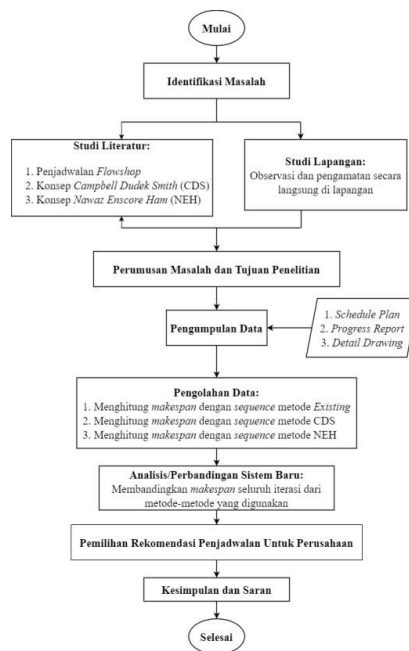 Mulai
Identifikasi Masalah
Studi Literatur:
1. Penjadwalan Flowshop
2. Konsep Campbell Dudek Smith (CDS)
3. Konsep Nawaz Enscore Ham (NEH)
Studi Lapangan:
Observasi dan pengamatan secara
langsung di lapangan
Perumusan Masalah dan Tujuan Penelitian
Pengumpulan Data
1. Schedule Plan
2. Progress Report
3. Detail Drawing
Pengolahan Data:
1. Menghitung makespan dengan sequence metode Existing
2. Menghitung makespan dengan sequence metode CDS
3. Menghitung makespan dengan sequence metode NEH
Analisis/Perbandingan Sistem Baru:
Membandingkan makespan seluruh iterasi dari
metode-metode yang digunakan
Pemilihan Rekomendasi Penjadwalan Untuk Perusahaan
Kesimpulan dan Saran
Selesai